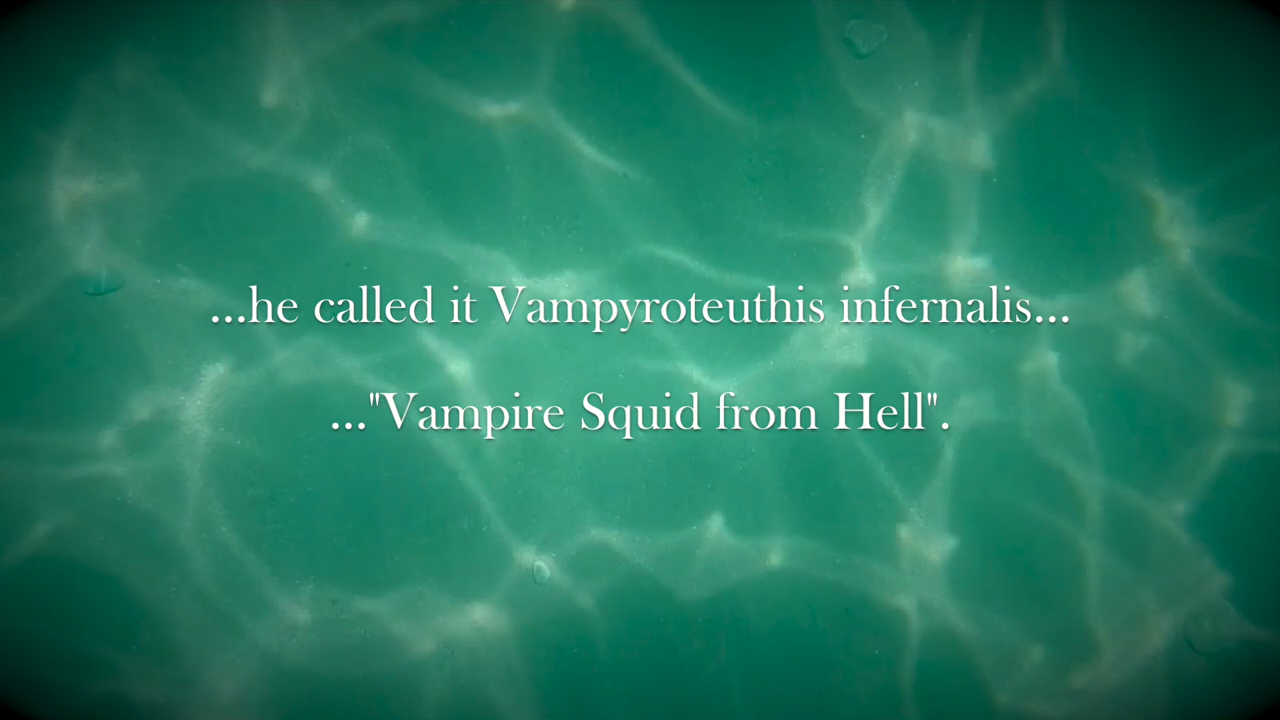 ...he called it Vampyroteuthis infernalis...
..."Vampire Squid from Hell".